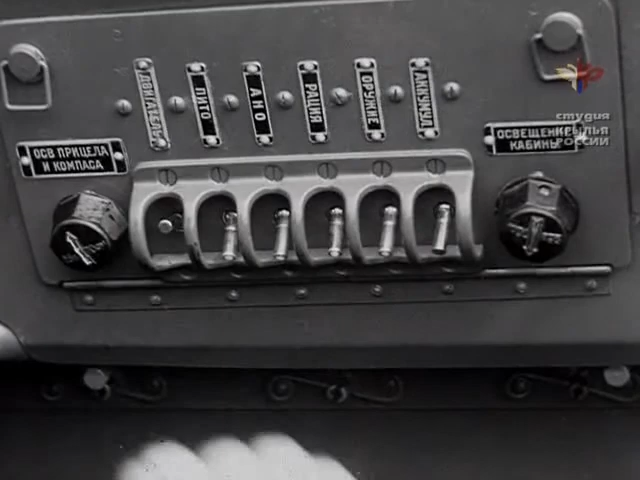 ДВИГАТЕЛЬ
ПИТО
АНО
РАЦИЯ
ОРУЖИЕ
АККУМУЛ
ОСВ ПРИЦЕЛА
И КОМПАСА
ОСВЕЩЕНИЕ
КАБИНЫ
студия
КРЫЛЬЯ
РОССИИ